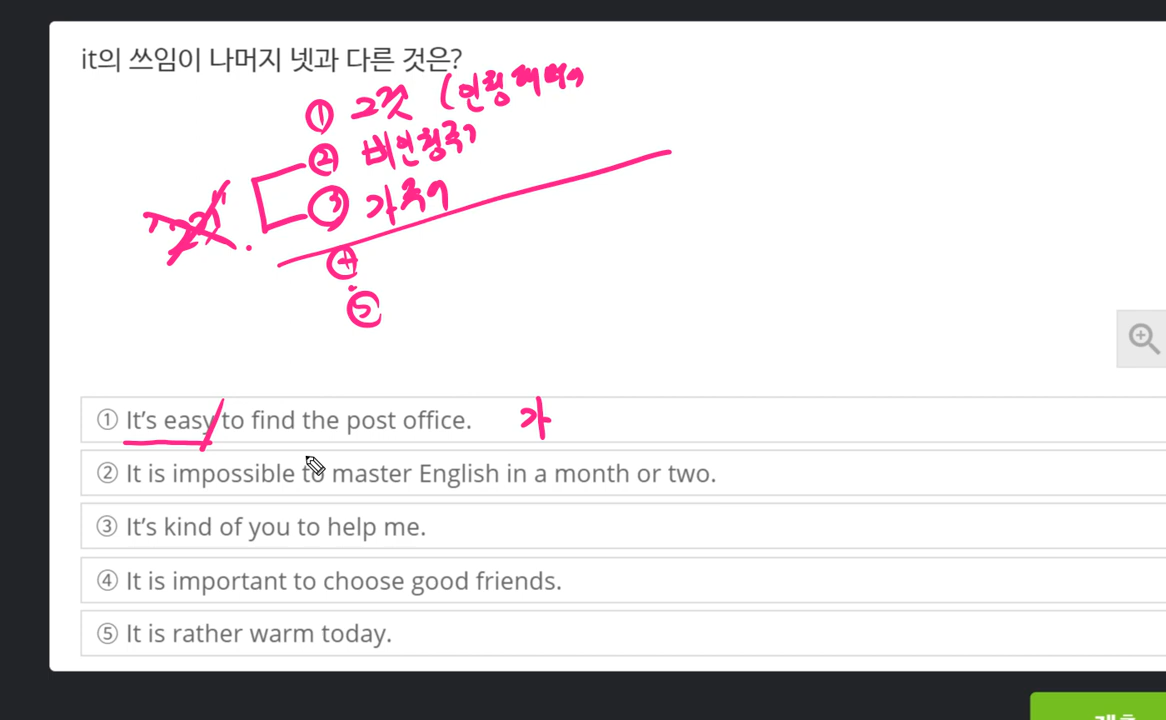 it의 쓰임이 나머지 넷과 다른 것은?
① 그것 (인칭대명사
② 비인칭주어
③ 가주어
④
⑤
① It's easy to find the post office. 가
② It is impossible to master English in a month or two.
③ It's kind of you to help me.
④ It is important to choose good friends.
⑤ It is rather warm today.